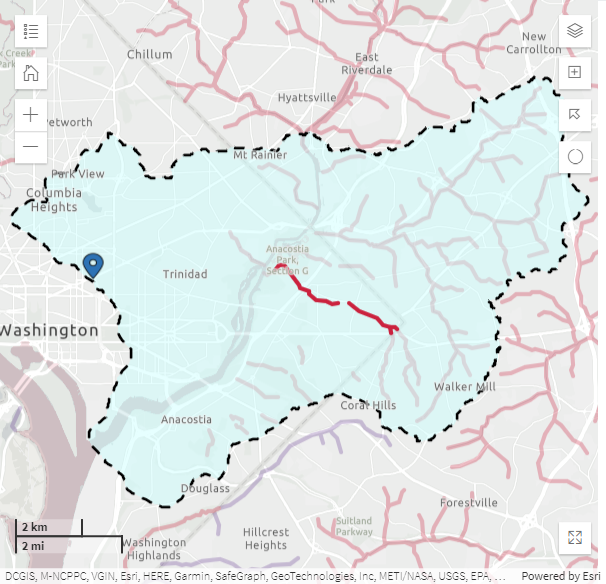 Park
New
Carrollton
Chillum
East
Riverdale
Creek
Park
Hyattsville
Petworth
Mt Rainier
Park View
Columbia
Heights
Anacostia
Park,
Section G
Trinidad
Washington
Walker Mill
Coral Hills
Anacostia
Douglass
Forestville
2 km
2 mi
Suitland
Parkway
Hillcrest
Heights
Washington
Highlands
DCGIS, M-NCPPC, VGIN, Esri, HERE, Garmin, SafeGraph, GeoTechnologies, Inc, METI/NASA, USGS, EPA, ...
Powered by Esri